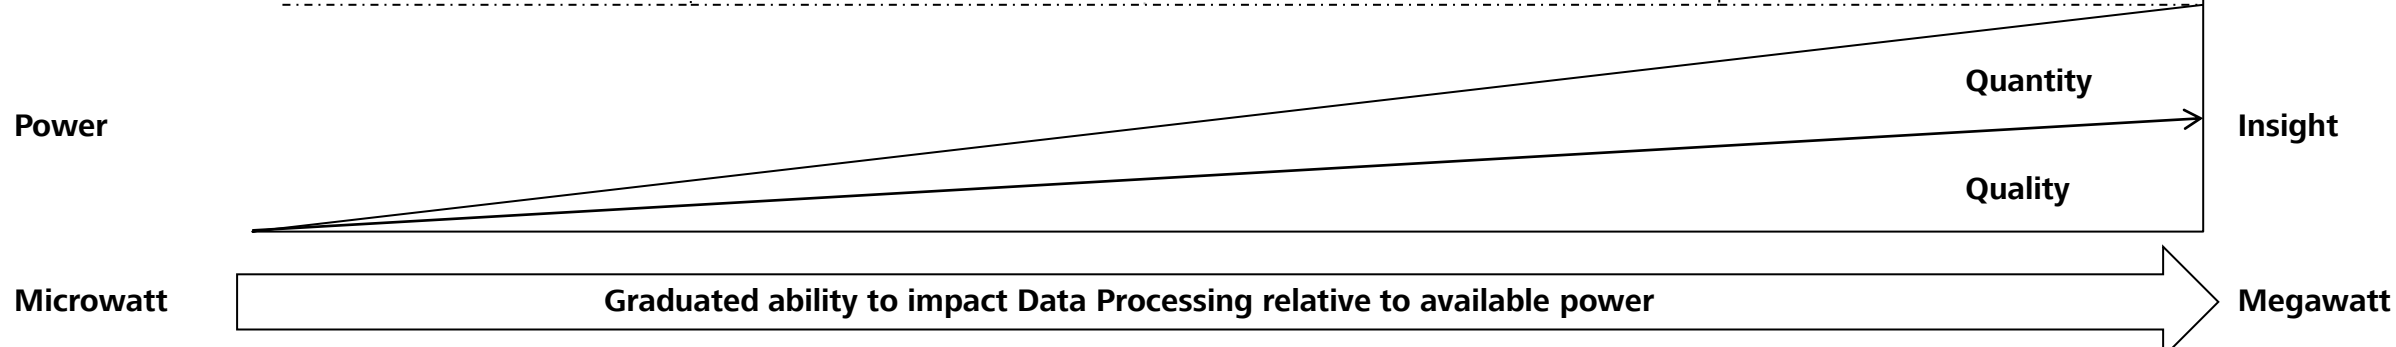 Quantity
Power
Insight
Quality
Microwatt
Graduated ability to impact Data Processing relative to available power
Megawatt